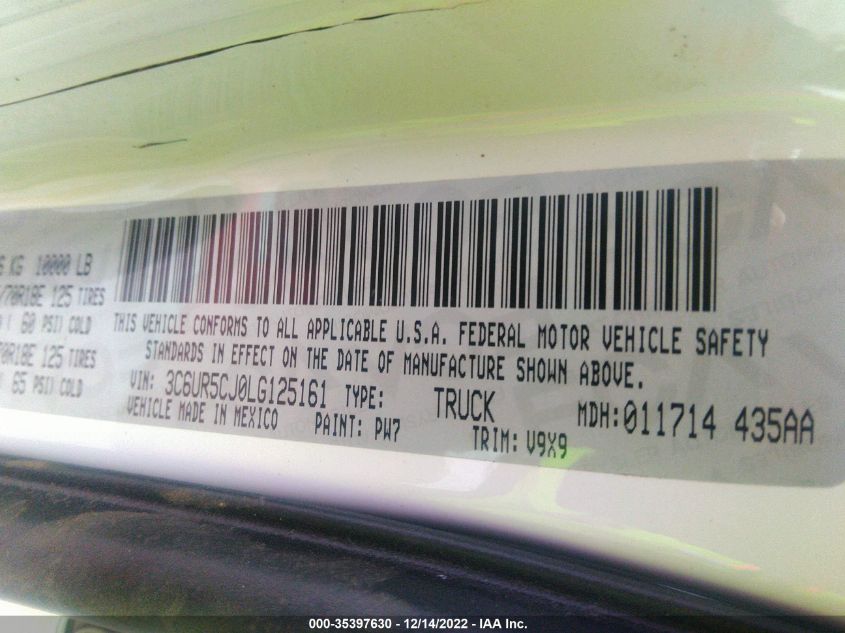 KG 10000 LB
70R18E 125 TIRES
60 PSI) COLD
70R18E 125 TIRES
65 PSI) COLD
THIS VEHICLE CONFORMS TO ALL APPLICABLE U.S.A. FEDERAL MOTOR VEHICLE SAFETY
STANDARDS IN EFFECT ON THE DATE OF MANUFACTURE SHOWN ABOVE.
VIN: 3C6UR5CJ0LG125161 TYPE: TRUCK MDH:011714 435AA
VEHICLE MADE IN MEXICO PAINT: PW7 TRIM: V9X9
000-35397630 - 12/14/2022 - IAA Inc.